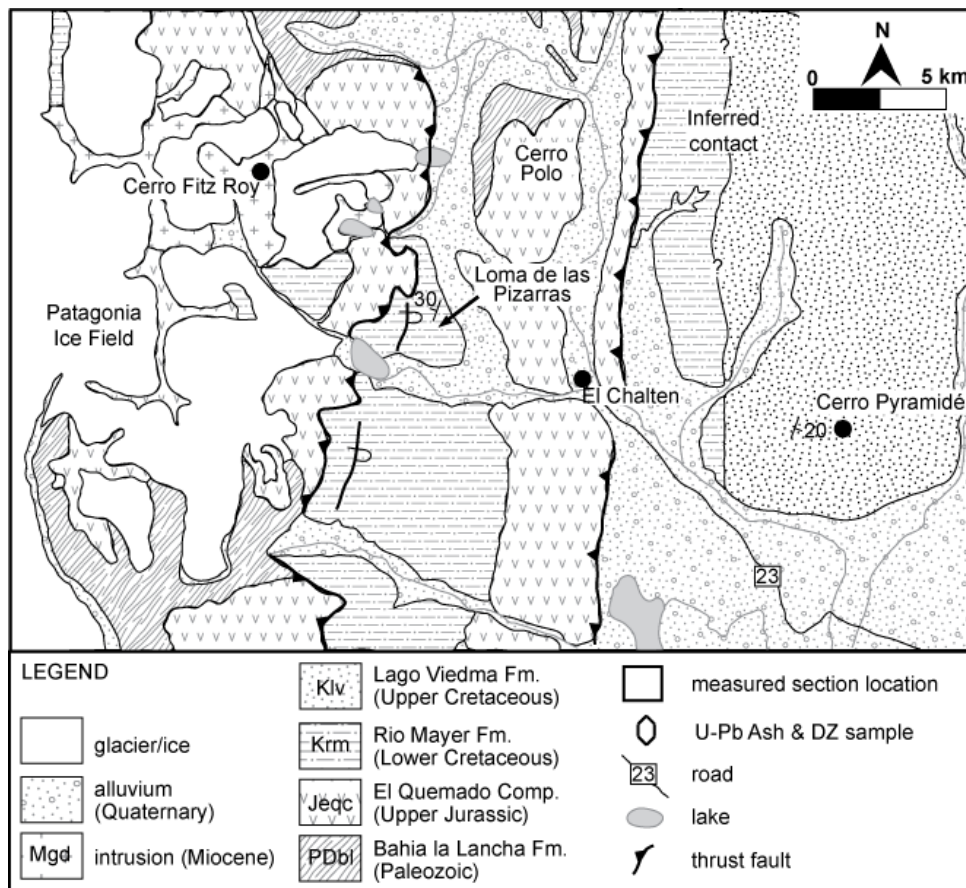 N
0 5 km
Inferred
contact
Cerro
Polo
Cerro Fitz Roy
Loma de las
Pizarras
30
Patagonia
Ice Field
El Chalten
Cerro Pyramidé
20
23
LEGEND
glacier/ice
alluvium
(Quaternary)
Mgd intrusion (Miocene)
Klv Lago Viedma Fm.
(Upper Cretaceous)
Krm Rio Mayer Fm.
(Lower Cretaceous)
Jeqc El Quemado Comp.
(Upper Jurassic)
PDbl Bahia la Lancha Fm.
(Paleozoic)
measured section location
U-Pb Ash & DZ sample
23 road
lake
thrust fault